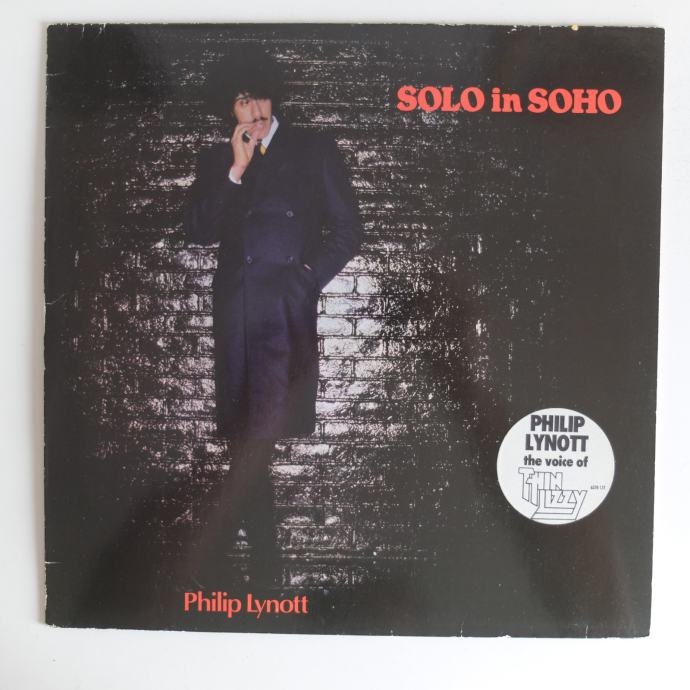 SOLO in SOHO
PHILIP
LYNOTT
the voice of
THIN
LIZZY
Philip Lynott